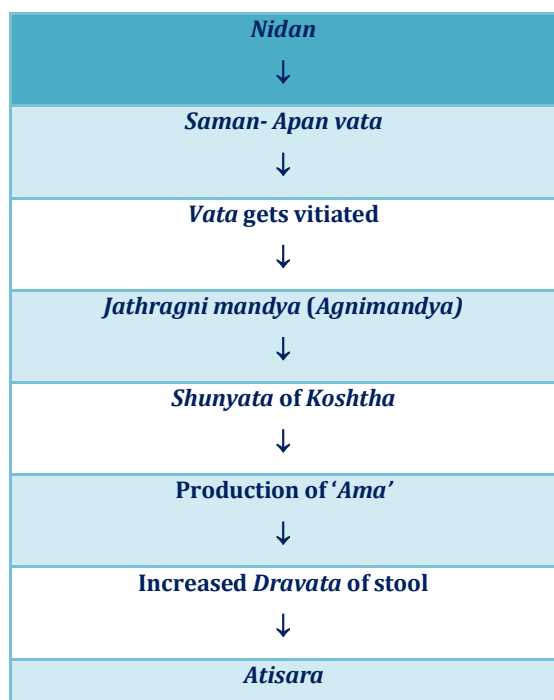 Nidan
↓
Saman- Apan vata
↓
Vata gets vitiated
↓
Jathragni mandya (Agnimandya)
↓
Shunyata of Koshtha
↓
Production of ‘Ama’
↓
Increased Dravata of stool
↓
Atisara